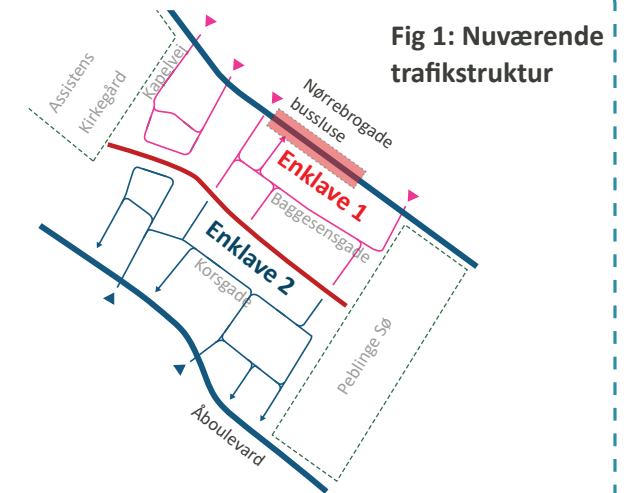 Fig 1: Nuværende
trafikstruktur
Assistens
Kirkegård
Kapelvej
Nørrebrogade
bussluse
Enklave 1
Baggesensgade
Enklave 2
Korsgade
Peblinge Sø
Åboulevard